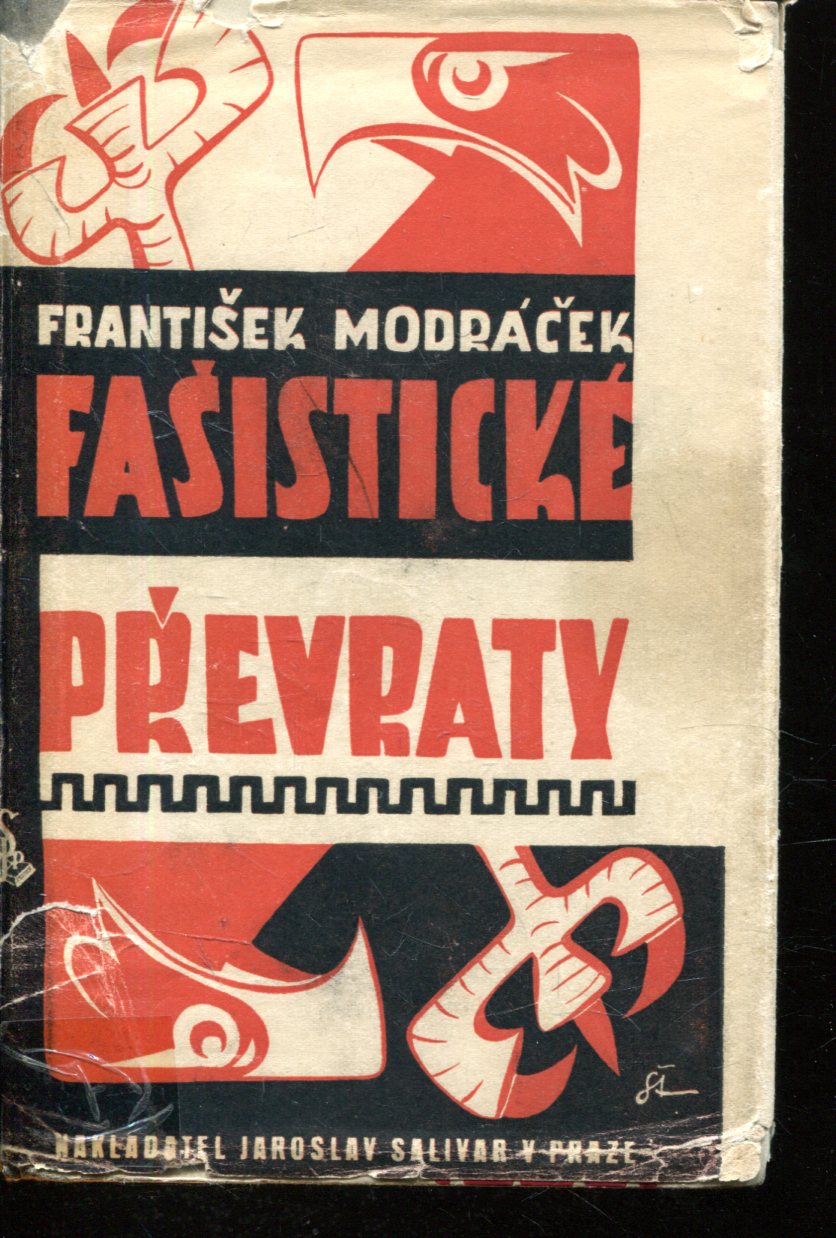 FRANTIŠEK MODRÁČEK
FAŠISTICKÉ
PŘEVRATY
NAKLADATEL JAROSLAV SALIVAR V PRAZE